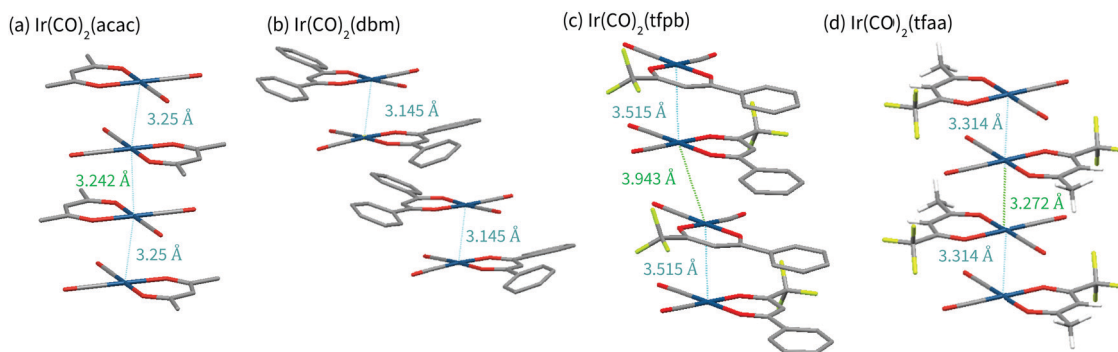 (a) Ir(CO)₂(acac)
3.25 Å
3.242 Å
3.25 Å
(b) Ir(CO)₂(dbm)
3.145 Å
3.145 Å
(c) Ir(CO)₂(tfpb)
3.515 Å
3.943 Å
3.515 Å
(d) Ir(CO)₂(tfaa)
3.314 Å
3.272 Å
3.314 Å